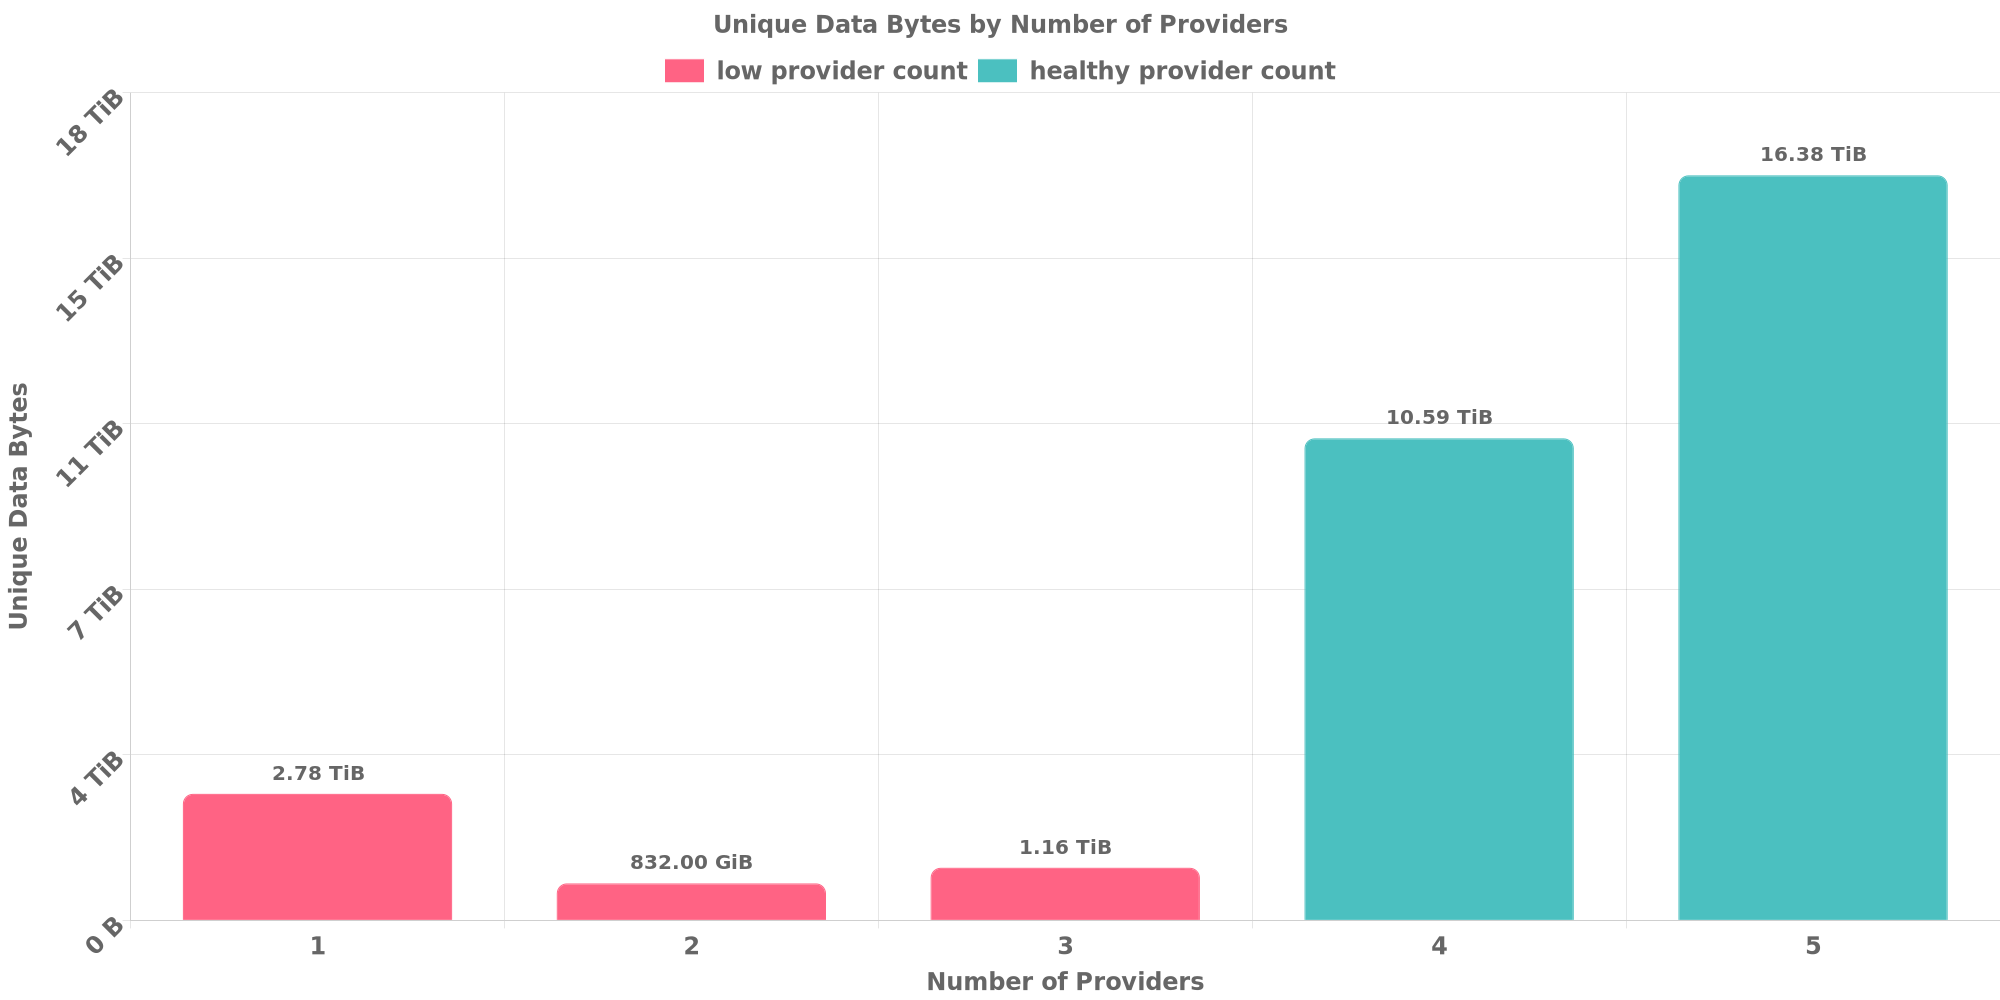 Unique Data Bytes by Number of Providers
low provider count
healthy provider count
18 TiB
15 TiB
11 TiB
7 TiB
4 TiB
0 B
Unique Data Bytes
2.78 TiB
832.00 GiB
1.16 TiB
10.59 TiB
16.38 TiB
1
2
3
4
5
Number of Providers